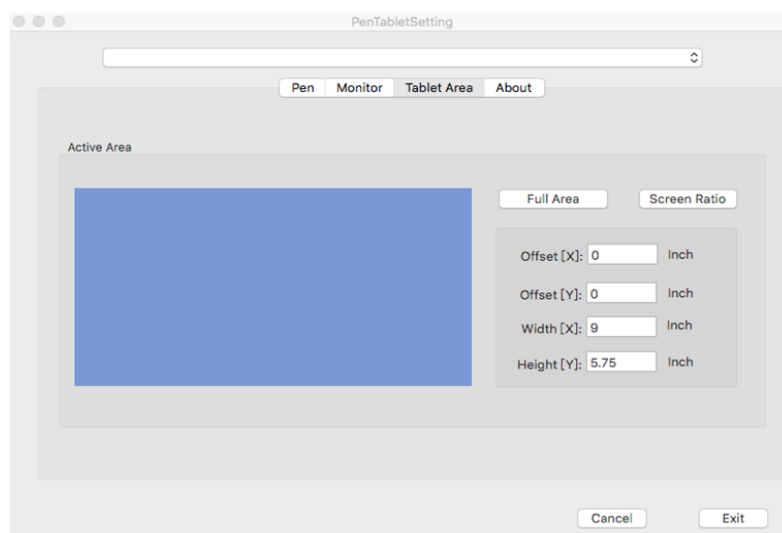 PenTabletSetting
Pen Monitor Tablet Area About
Active Area
Full Area Screen Ratio
Offset [X]: 0 Inch
Offset [Y]: 0 Inch
Width [X]: 9 Inch
Height [Y]: 5.75 Inch
Cancel Exit